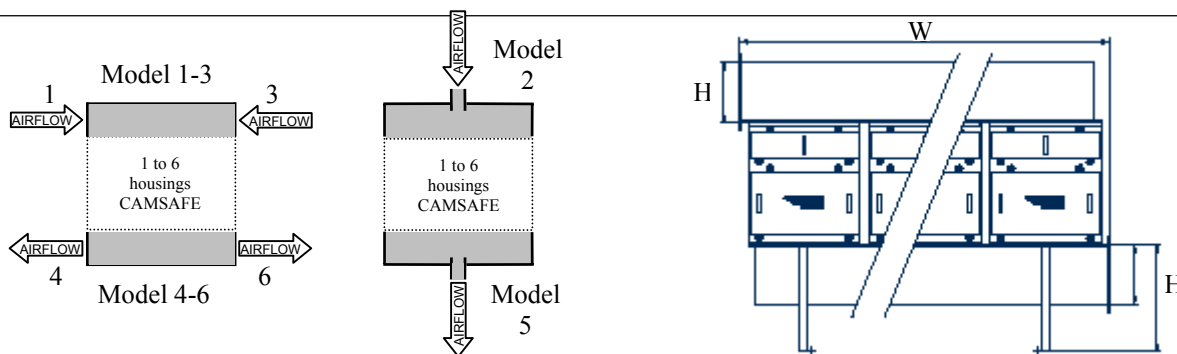 Model 1-3
1
AIRFLOW
3
AIRFLOW
1 to 6
housings
CAMSAFE
AIRFLOW
4
AIRFLOW
6
Model 4-6
AIRFLOW
Model
2
1 to 6
housings
CAMSAFE
Model
5
AIRFLOW
W
H
H